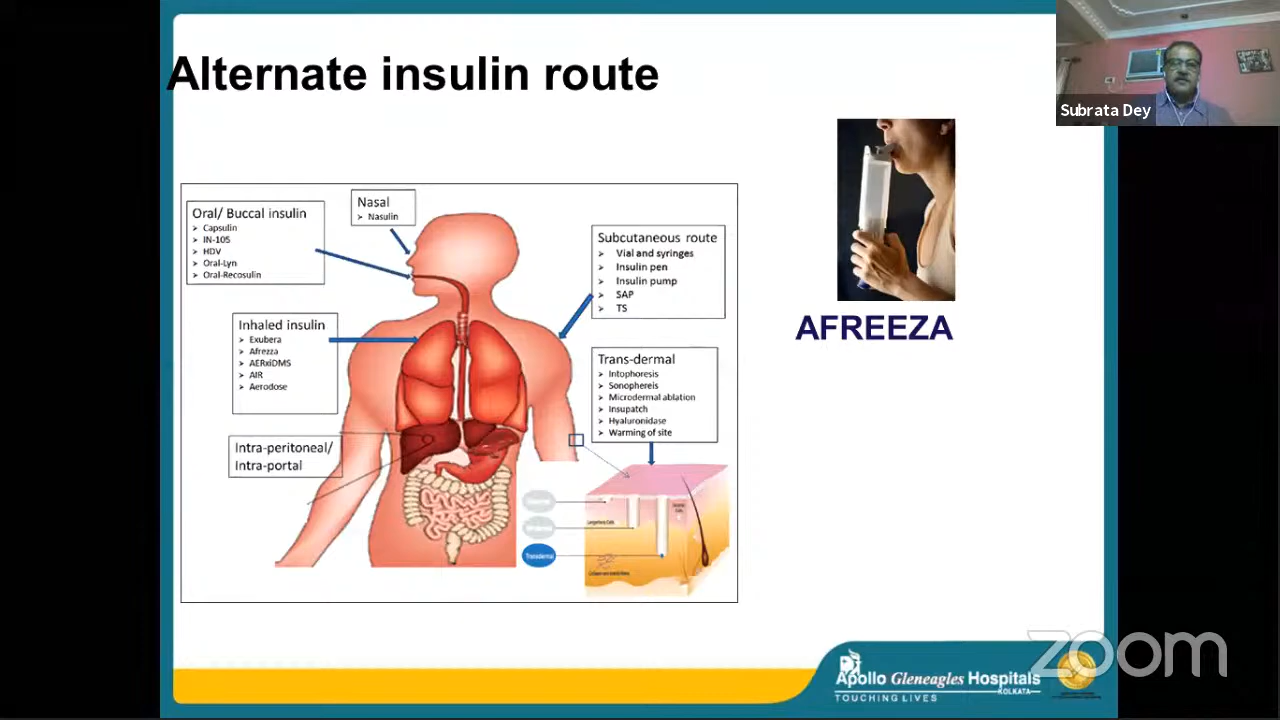 Alternate insulin route
Subrata Dey
Oral/ Buccal insulin
➢ Capsulin
➢ IN-105
➢ HDV
➢ Oral-Lyn
➢ Oral-Recosulin
Nasal
➢ Nasulin
Subcutaneous route
➢ Vial and syringes
➢ Insulin pen
➢ Insulin pump
➢ SAP
➢ TS
Inhaled insulin
➢ Exubera
➢ Afrezza
➢ AERxiDMS
➢ AIR
➢ Aerodose
Trans-dermal
➢ Intophoresis
➢ Sonophereis
➢ Microdermal ablation
➢ Insupatch
➢ Hyaluronidase
➢ Warming of site
Intra-peritoneal/
Intra-portal
Transdermal
AFREEZA
Apollo Gleneagles Hospitals
KOLKATA
TOUCHING LIVES
zoom